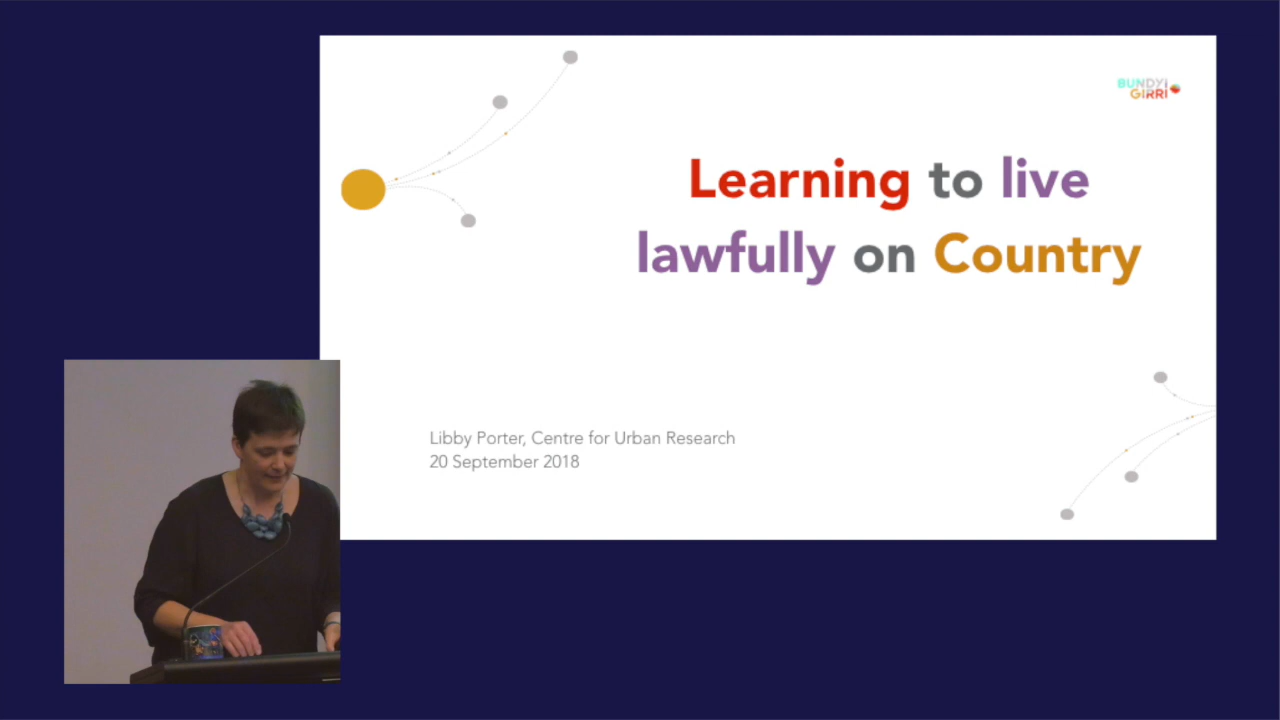 BUNDYI
GIRRI
Learning to live
lawfully on Country
Libby Porter, Centre for Urban Research
20 September 2018